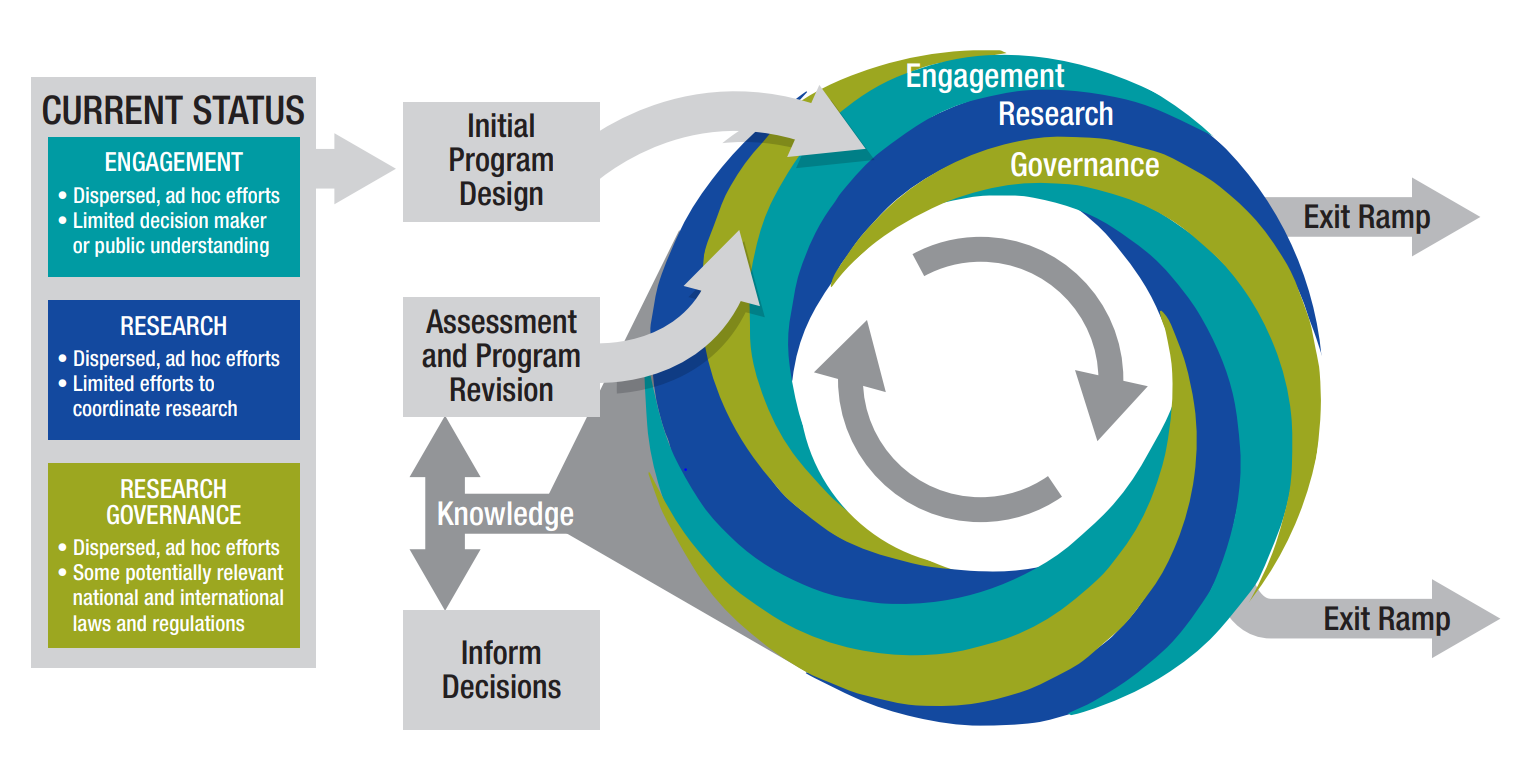 CURRENT STATUS
ENGAGEMENT
• Dispersed, ad hoc efforts
• Limited decision maker
or public understanding
RESEARCH
• Dispersed, ad hoc efforts
• Limited efforts to
coordinate research
RESEARCH
GOVERNANCE
• Dispersed, ad hoc efforts
• Some potentially relevant
national and international
laws and regulations
Initial
Program
Design
Assessment
and Program
Revision
Knowledge
Inform
Decisions
Engagement
Research
Governance
Exit Ramp
Exit Ramp